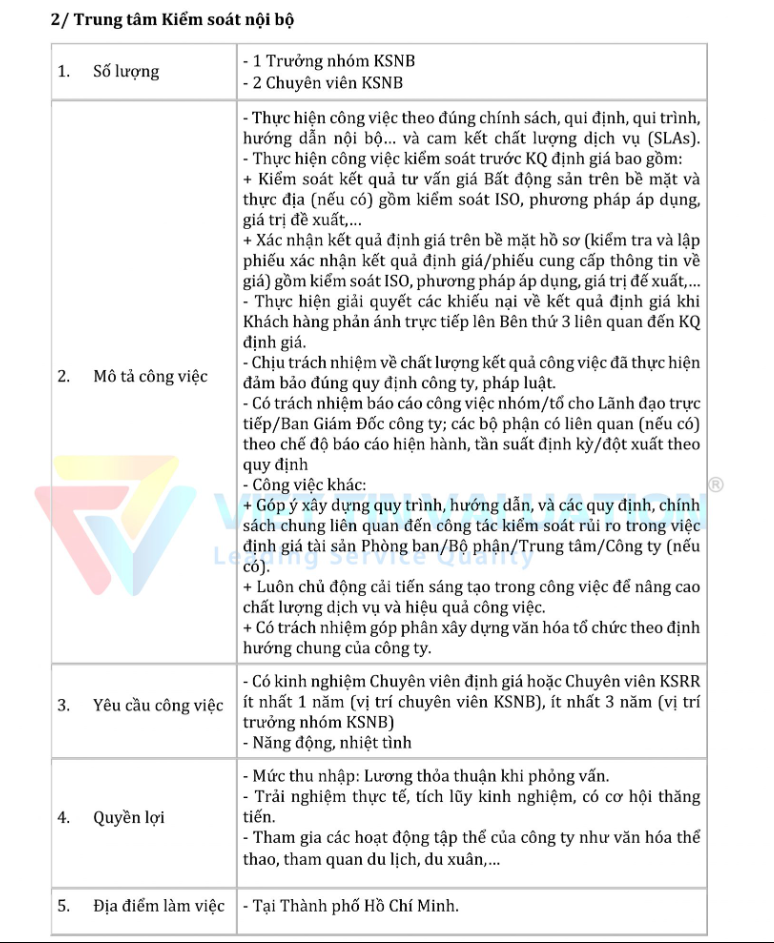 2/ Trung tâm Kiểm soát nội bộ
1. Số lượng
- 1 Trưởng nhóm KSNB
- 2 Chuyên viên KSNB
2. Mô tả công việc
- Thực hiện công việc theo đúng chính sách, qui định, qui trình,
hướng dẫn nội bộ... và cam kết chất lượng dịch vụ (SLAs).
- Thực hiện công việc kiểm soát trước KQ định giá bao gồm:
+ Kiểm soát kết quả tư vấn giá Bất động sản trên bề mặt và
thực địa (nếu có) gồm kiểm soát ISO, phương pháp áp dụng,
giá trị đề xuất,...
+ Xác nhận kết quả định giá trên bề mặt hồ sơ (kiểm tra và lập
phiếu xác nhận kết quả định giá/phiếu cung cấp thông tin về
giá) gồm kiểm soát ISO, phương pháp áp dụng, giá trị đế xuất,...
- Thực hiện giải quyết các khiếu nại về kết quả định giá khi
Khách hàng phản ánh trực tiếp lên Bên thứ 3 liên quan đến KQ
định giá.
- Chịu trách nhiệm về chất lượng kết quả công việc đã thực hiện
đảm bảo đúng quy định công ty, pháp luật.
- Có trách nhiệm báo cáo công việc nhóm/tổ cho Lãnh đạo trực
tiếp/Ban Giám Đốc công ty; các bộ phận có liên quan (nếu có)
theo chế độ báo cáo hiện hành, tần suất định kỳ/đột xuất theo
quy định
- Công việc khác:
+ Góp ý xây dựng quy trình, hướng dẫn, và các quy định, chính
sách chung liên quan đến công tác kiểm soát rủi ro trong việc
định giá tài sản Phòng ban/Bộ phận/Trung tâm/Công ty (nếu
có).
+ Luôn chủ động cải tiến sáng tạo trong công việc để nâng cao
chất lượng dịch vụ và hiệu quả công việc.
+ Có trách nhiệm góp phân xây dựng văn hóa tổ chức theo định
hướng chung của công ty.
VIET TIN VALUATION ®
Leading Service Quality
3. Yêu cầu công việc
- Có kinh nghiệm Chuyên viên định giá hoặc Chuyên viên KSRR
ít nhất 1 năm (vị trí chuyên viên KSNB), ít nhất 3 năm (vị trí
trưởng nhóm KSNB)
- Năng động, nhiệt tình
4. Quyền lợi
- Mức thu nhập: Lương thỏa thuận khi phỏng vấn.
- Trải nghiệm thực tế, tích lũy kinh nghiệm, có cơ hội thăng
tiến.
- Tham gia các hoạt động tập thể của công ty như văn hóa thể
thao, tham quan du lịch, du xuân,...
5. Địa điểm làm việc
- Tại Thành phố Hồ Chí Minh.